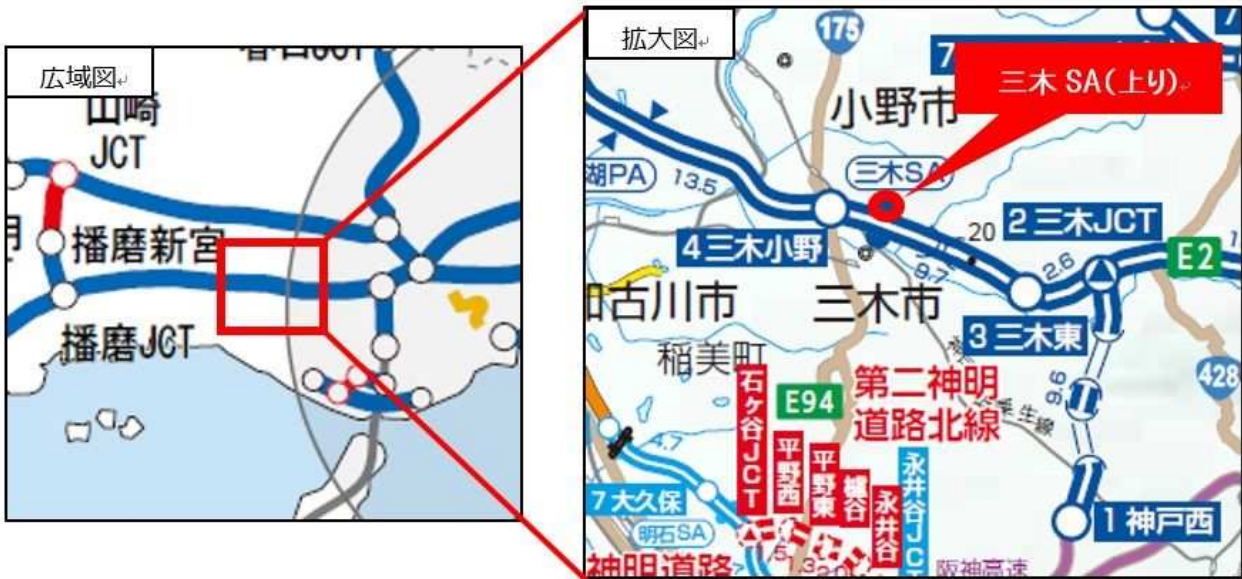 広域図
山崎
JCT
播磨新宮
播磨JCT
拡大図
175
7
三木 SA(上り)
小野市
湖PA
13.5
三木SA
4 三木小野
20
9.7
2 三木JCT
2.6
E2
加古川市
三木市
3 三木東
稲美町
9.6
428
E94
第二神明
道路北線
石ヶ谷JCT
平野西
平野東
櫨谷
永井谷
永井谷JCT
4.7
7 大久保
明石SA
神明道路
1 神戸西
阪神高速